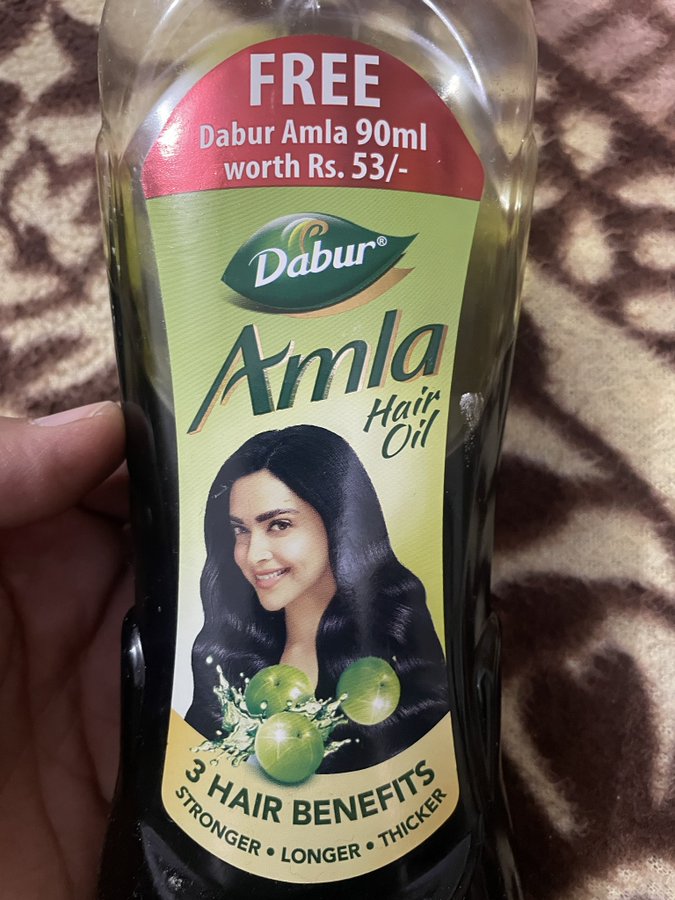 FREE
Dabur Amla 90ml
worth Rs. 53/-
Dabur®
Amla
Hair
Oil
3 HAIR BENEFITS
STRONGER • LONGER • THICKER